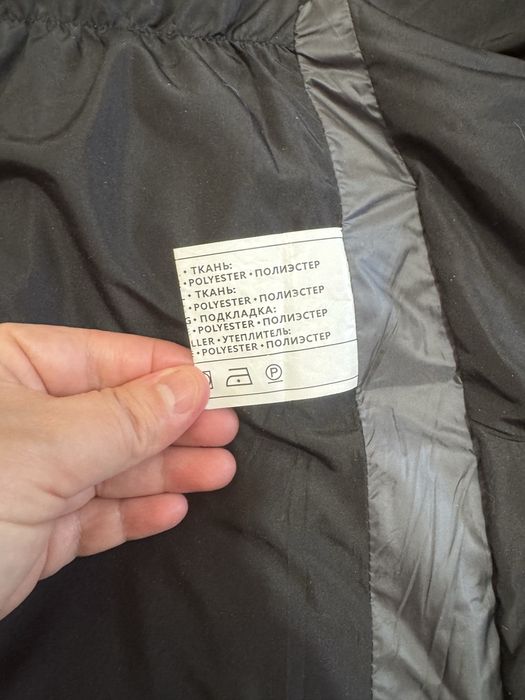 • ТКАНЬ:
• POLYESTER • ПОЛИЭСТЕР
• ТКАНЬ:
• POLYESTER • ПОЛИЭСТЕР
G • ПОДКЛАДКА:
• POLYESTER • ПОЛИЭСТЕР
LLER • УТЕПЛИТЕЛЬ:
• POLYESTER • ПОЛИЭСТЕР
P